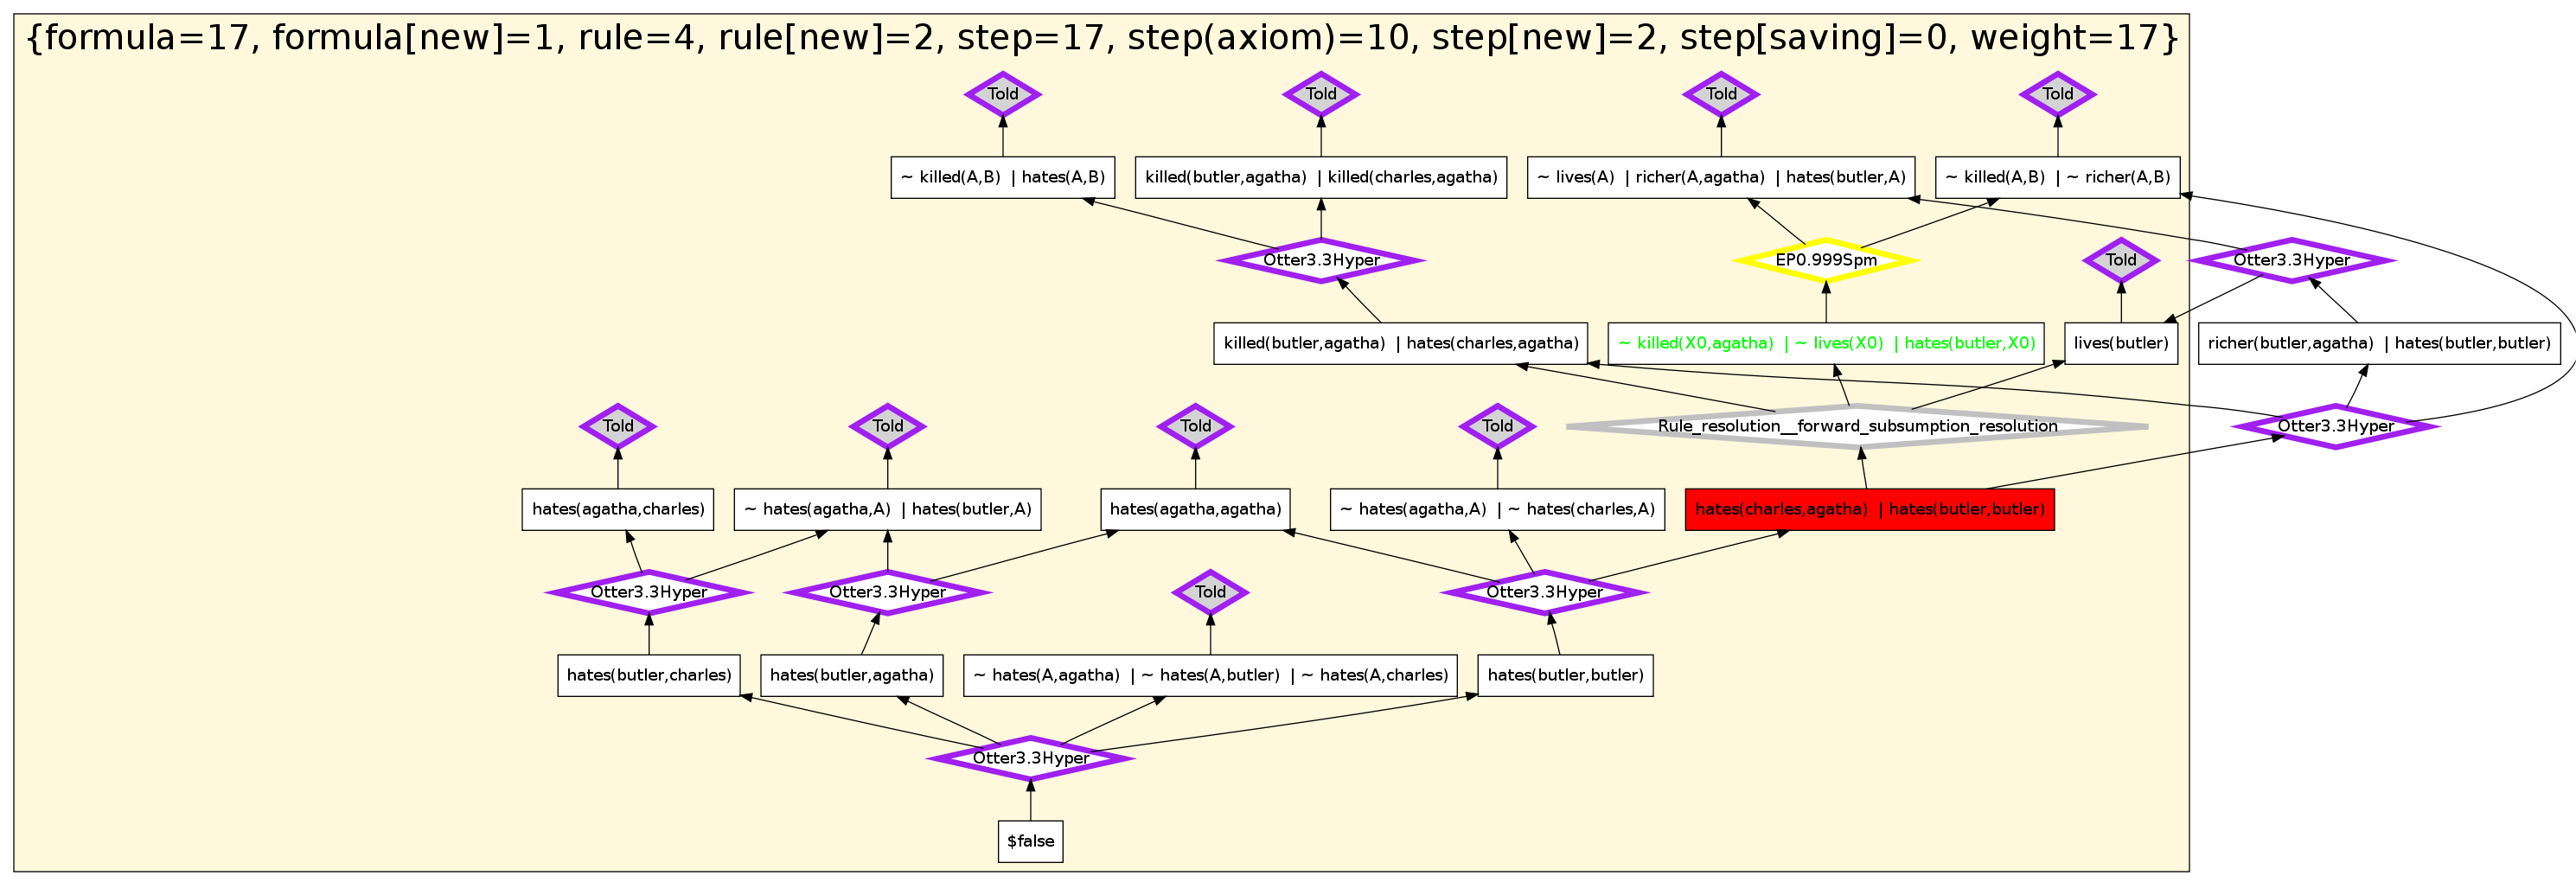 {formula=17, formula[new]=1, rule=4, rule[new]=2, step=17, step(axiom)=10, step[new]=2, step[saving]=0, weight=17}
Told
Told
Told
Told
~ killed(A,B) | hates(A,B)
killed(butler,agatha) | killed(charles,agatha)
~ lives(A) | richer(A,agatha) | hates(butler,A)
~ killed(A,B) | ~ richer(A,B)
Otter3.3Hyper
EP0.999Spm
Told
Otter3.3Hyper
killed(butler,agatha) | hates(charles,agatha)
~ killed(X0,agatha) | ~ lives(X0) | hates(butler,X0)
lives(butler)
richer(butler,agatha) | hates(butler,butler)
Told
Told
Told
Told
Rule_resolution__forward_subsumption_resolution
Otter3.3Hyper
hates(agatha,charles)
~ hates(agatha,A) | hates(butler,A)
hates(agatha,agatha)
~ hates(agatha,A) | ~ hates(charles,A)
hates(charles,agatha) | hates(butler,butler)
Otter3.3Hyper
Otter3.3Hyper
Told
Otter3.3Hyper
hates(butler,charles)
hates(butler,agatha)
~ hates(A,agatha) | ~ hates(A,butler) | ~ hates(A,charles)
hates(butler,butler)
Otter3.3Hyper
$false